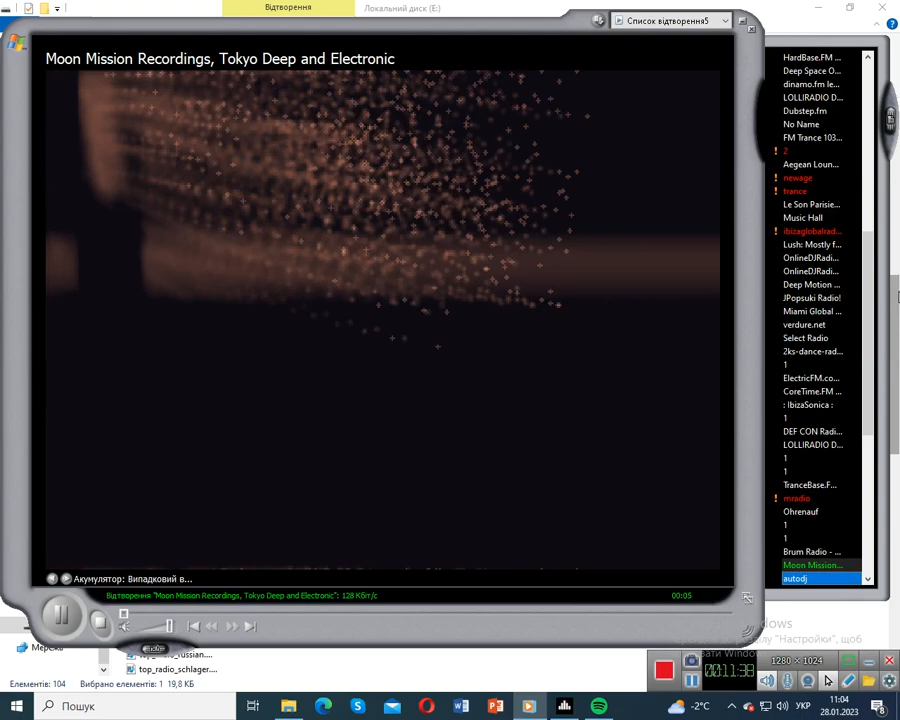 Відтворення
Локальний диск (E:)
Список відтворення5
Moon Mission Recordings, Tokyo Deep and Electronic
HardBase.FM ...
Deep Space O...
dinamo.fm le...
LOLLIRADIO D...
Dubstep.fm
No Name
FM Trance 103...
2
Aegean Loun...
newage
trance
Le Son Parisie...
Music Hall
ibizaglobalrad...
Lush: Mostly f...
OnlineDJRadi...
OnlineDJRadi...
Deep Motion ...
JPopsuki Radio!
Miami Global ...
verdure.net
Select Radio
2ks-dance-rad...
1
ElectricFM.co...
CoreTime.FM ...
: IbizaSonica :
1
DEF CON Radi...
LOLLIRADIO D...
1
1
TranceBase.F...
mradio
Ohrenauf
1
1
Brum Radio - ...
Moon Mission...
autodj
Акумулятор: Випадковий в...
Відтворення "Moon Mission Recordings, Tokyo Deep and Electronic": 128 Кбіт/с
00:05
Мережа
top_radio_schlager....
Елементів: 104
Вибрано елементів: 1 19,8 КБ
00:11:38
1280 × 1024
Пошук
-2°C
УКР
11:04
28.01.2023
8